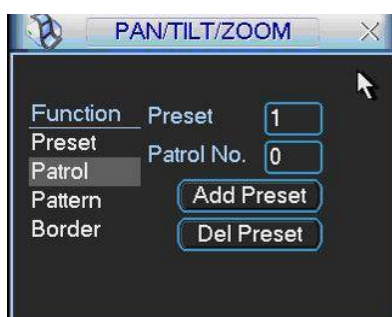 PAN/TILT/ZOOM
Function
Preset
Patrol
Pattern
Border
Preset 1
Patrol No. 0
Add Preset
Del Preset